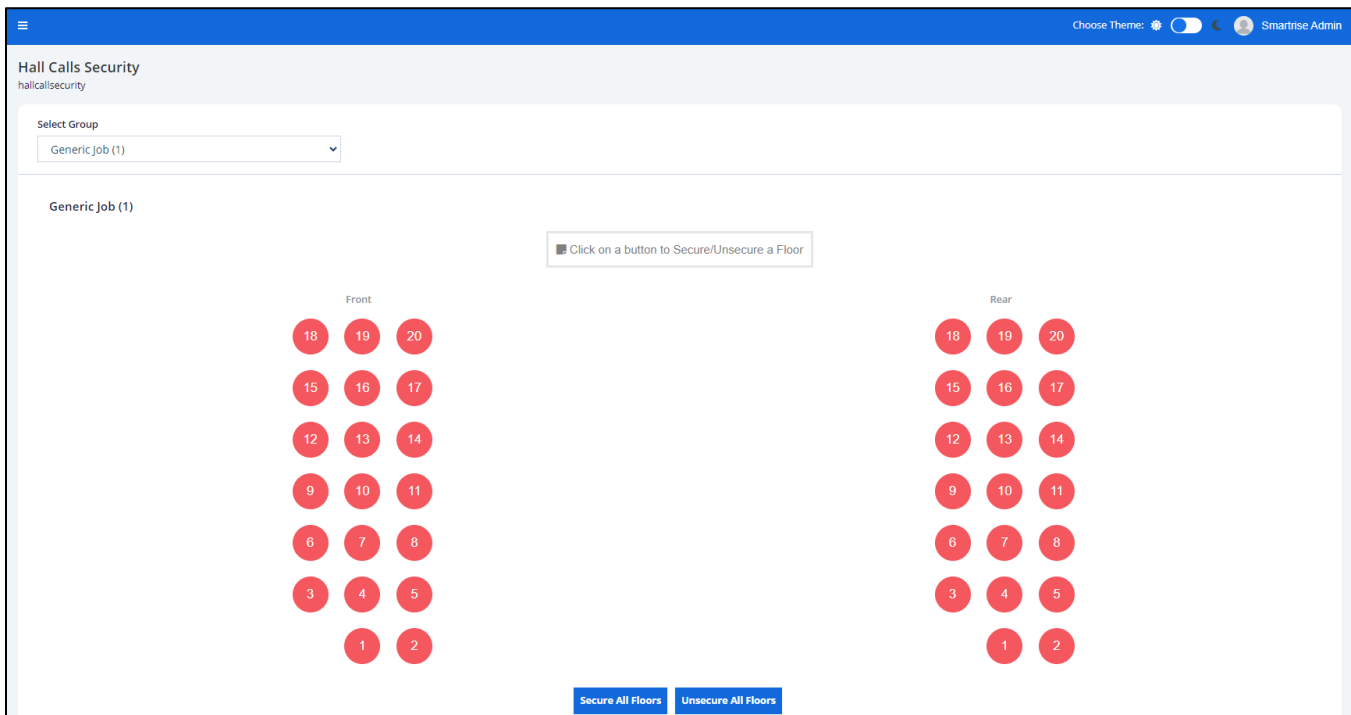 Choose Theme: Smartrise Admin
Hall Calls Security
hallcallsecurity
Select Group
Generic Job (1)
Generic Job (1)
Click on a button to Secure/Unsecure a Floor
Front
18 19 20
15 16 17
12 13 14
9 10 11
6 7 8
3 4 5
1 2
Rear
18 19 20
15 16 17
12 13 14
9 10 11
6 7 8
3 4 5
1 2
Secure All Floors Unsecure All Floors